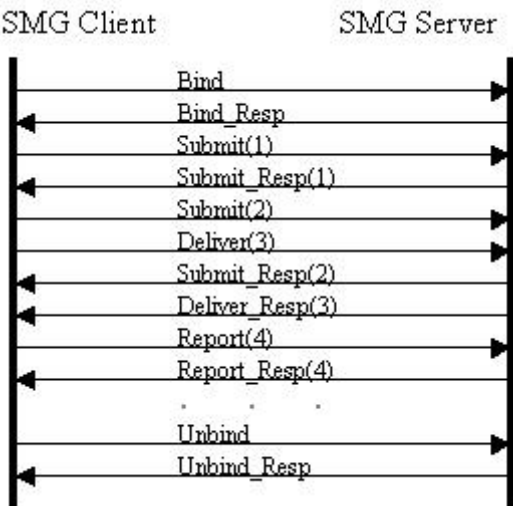 SMG Client SMG Server
Bind
Bind_Resp
Submit(1)
Submit_Resp(1)
Submit(2)
Deliver(3)
Submit_Resp(2)
Deliver_Resp(3)
Report(4)
Report_Resp(4)
. . .
Unbind
Unbind_Resp